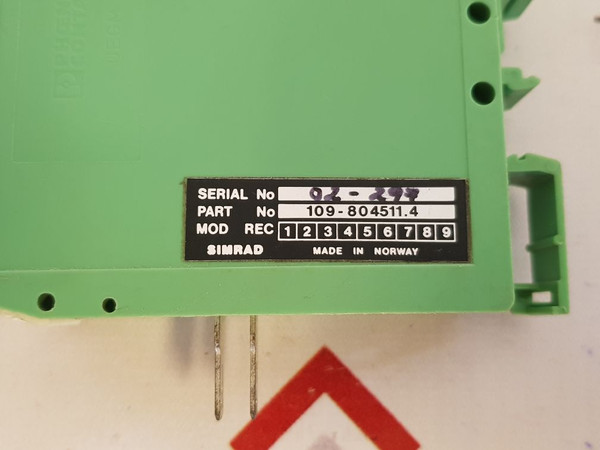 SERIAL No 02-297
PART No 109-804511.4
MOD REC 1 2 3 4 5 6 7 8 9
SIMRAD MADE IN NORWAY